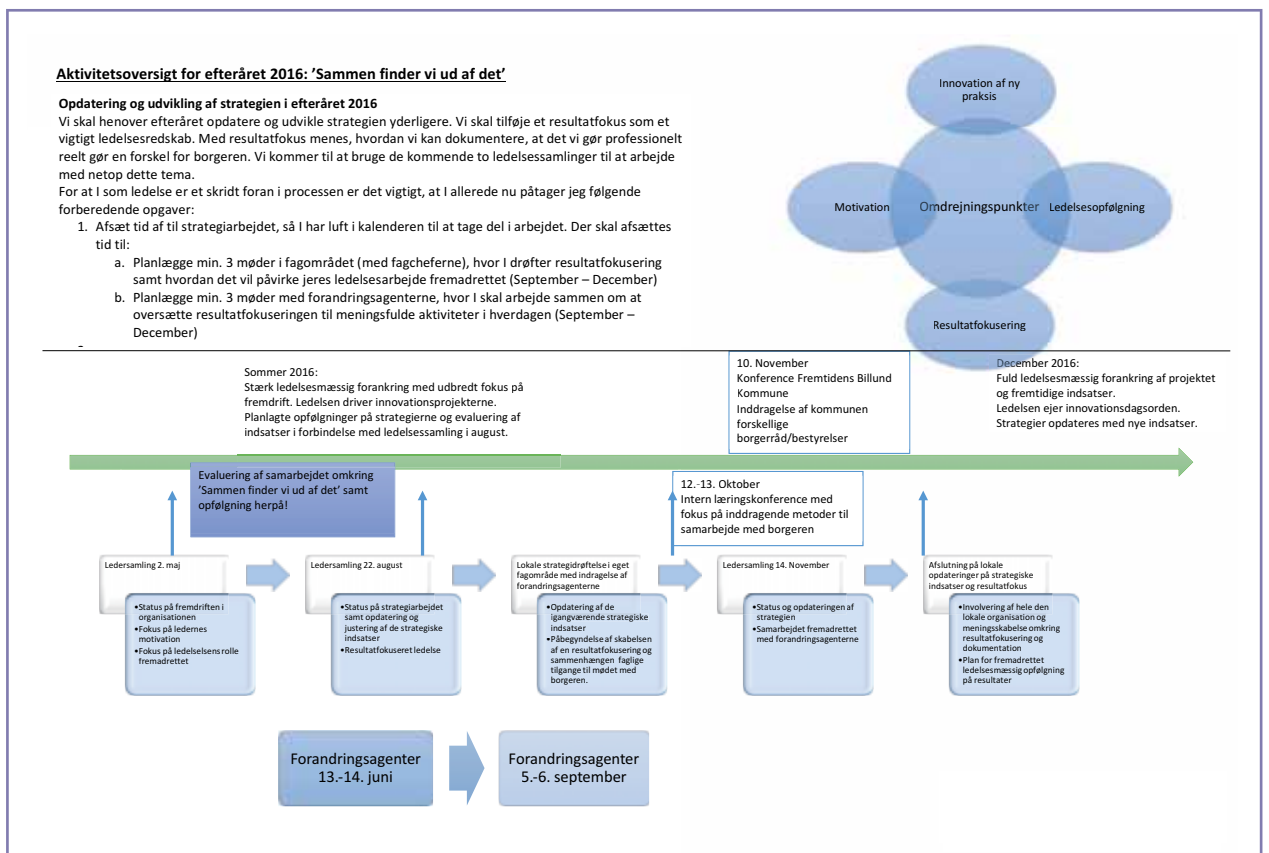 Aktivitetsoversigt for efteråret 2016: ’Sammen finder vi ud af det’
Opdatering og udvikling af strategien i efteråret 2016
Vi skal henover efteråret opdatere og udvikle strategien yderligere. Vi skal tilføje et resultatfokus som et
vigtigt ledelsesredskab. Med resultatfokus menes, hvordan vi kan dokumentere, at det vi gør professionelt
reelt gør en forskel for borgeren. Vi kommer til at bruge de kommende to ledelsessamlinger til at arbejde
med netop dette tema.
For at I som ledelse er et skridt foran i processen er det vigtigt, at I allerede nu påtager jeg følgende
forberedende opgaver:
1. Afsæt tid af til strategiarbejdet, så I har luft i kalenderen til at tage del i arbejdet. Der skal afsættes
tid til:
a. Planlægge min. 3 møder i fagområdet (med fagcheferne), hvor I drøfter resultatfokusering
samt hvordan det vil påvirke jeres ledelsesarbejde fremadrettet (September – December)
b. Planlægge min. 3 møder med forandringsagenterne, hvor I skal arbejde sammen om at
oversætte resultatfokuseringen til meningsfulde aktiviteter i hverdagen (September –
December)
Innovation af ny
praksis
Motivation
Omdrejningspunkter
Ledelsesopfølgning
Resultatfokusering
Sommer 2016:
Stærk ledelsesmæssig forankring med udbredt fokus på
fremdrift. Ledelsen driver innovationsprojekterne.
Planlagte opfølgninger på strategierne og evaluering af
indsatser i forbindelse med ledelsessamling i august.
10. November
Konference Fremtidens Billund
Kommune
Inddragelse af kommunen
forskellige
borgerråd/bestyrelser
December 2016:
Fuld ledelsesmæssig forankring af projektet
og fremtidige indsatser.
Ledelsen ejer innovationsdagsorden.
Strategier opdateres med nye indsatser.
Evaluering af samarbejdet omkring
’Sammen finder vi ud af det’ samt
opfølgning herpå!
12.-13. Oktober
Intern læringskonference med
fokus på inddragende metoder til
samarbejde med borgeren
Ledersamling 2. maj
•Status på fremdriften i
organisationen
•Fokus på ledernes
motivation
•Fokus på ledelselsens rolle
fremadrettet
Ledersamling 22. august
•Status på strategiarbejdet
samt opdatering og
justering af de strategiske
indsatser
•Resultatfokuseret ledelse
Lokale strategidrøftelse i eget
fagområde med indragelse af
forandringsagenterne
•Opdatering af de
igangværende strategiske
indsatser
•Påbegyndelse af skabelsen
af en resultatfokusering og
sammenhængen faglige
tilgange til mødet med
borgeren.
Ledersamling 14. November
•Status og opdateringen af
strategien
•Samarbejdet fremadrettet
med forandringsagenterne
Afslutning på lokale
opdateringer på strategiske
indsatser og resultatfokus
•Involvering af hele den
lokale organisation og
meningsskabelse omkring
resultatfokusering og
dokumentation
•Plan for fremadrettet
ledelsesmæssig opfølgning
på resultater
Forandringsagenter
13.-14. juni
Forandringsagenter
5.-6. september